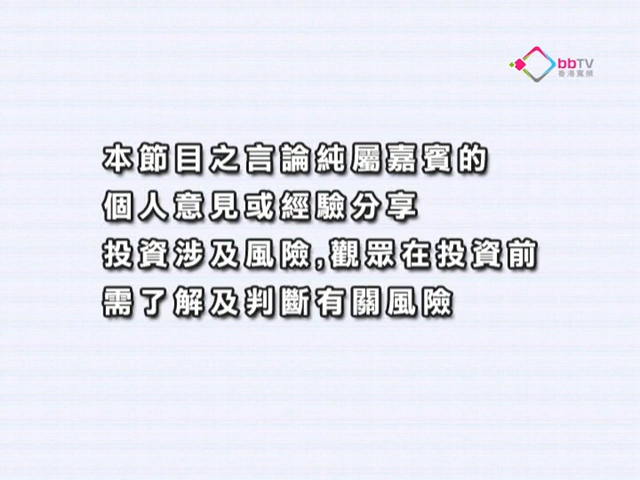 bbTV
香港寬頻
本節目之言論純屬嘉賓的
個人意見或經驗分享
投資涉及風險,觀眾在投資前
需了解及判斷有關風險